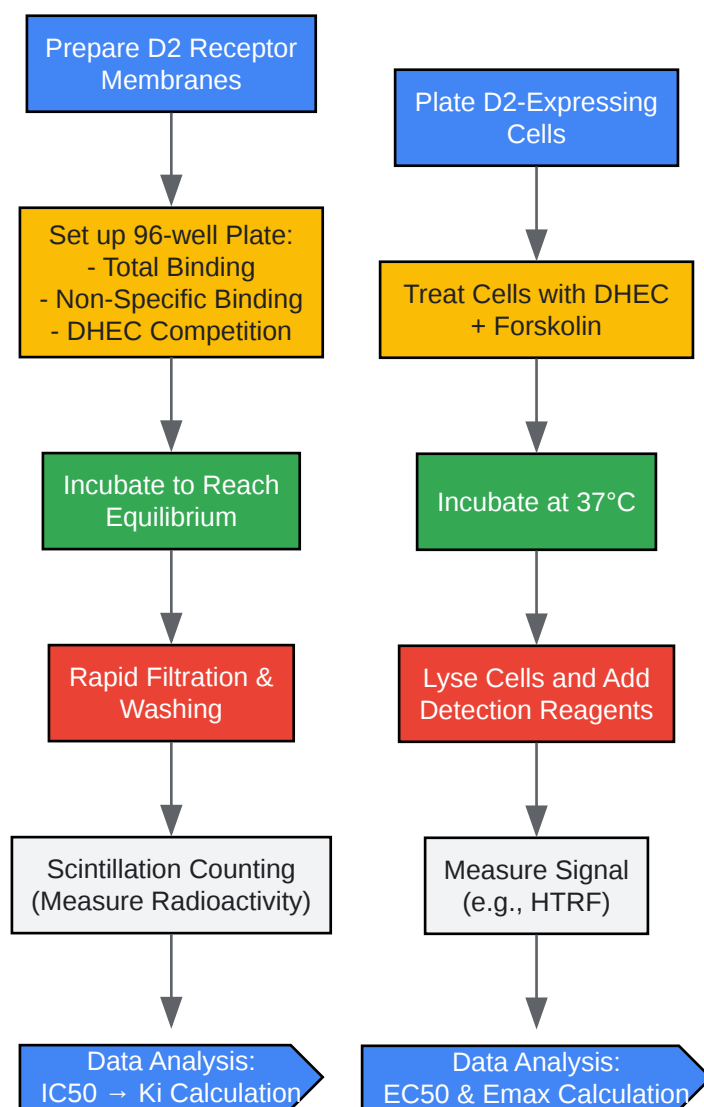 Prepare D2 Receptor
Membranes
Set up 96-well Plate:
- Total Binding
- Non-Specific Binding
- DHEC Competition
Incubate to Reach
Equilibrium
Rapid Filtration &
Washing
Scintillation Counting
(Measure Radioactivity)
Data Analysis:
IC50 → Ki Calculation
Plate D2-Expressing
Cells
Treat Cells with DHEC
+ Forskolin
Incubate at 37°C
Lyse Cells and Add
Detection Reagents
Measure Signal
(e.g., HTRF)
Data Analysis:
EC50 & Emax Calculation